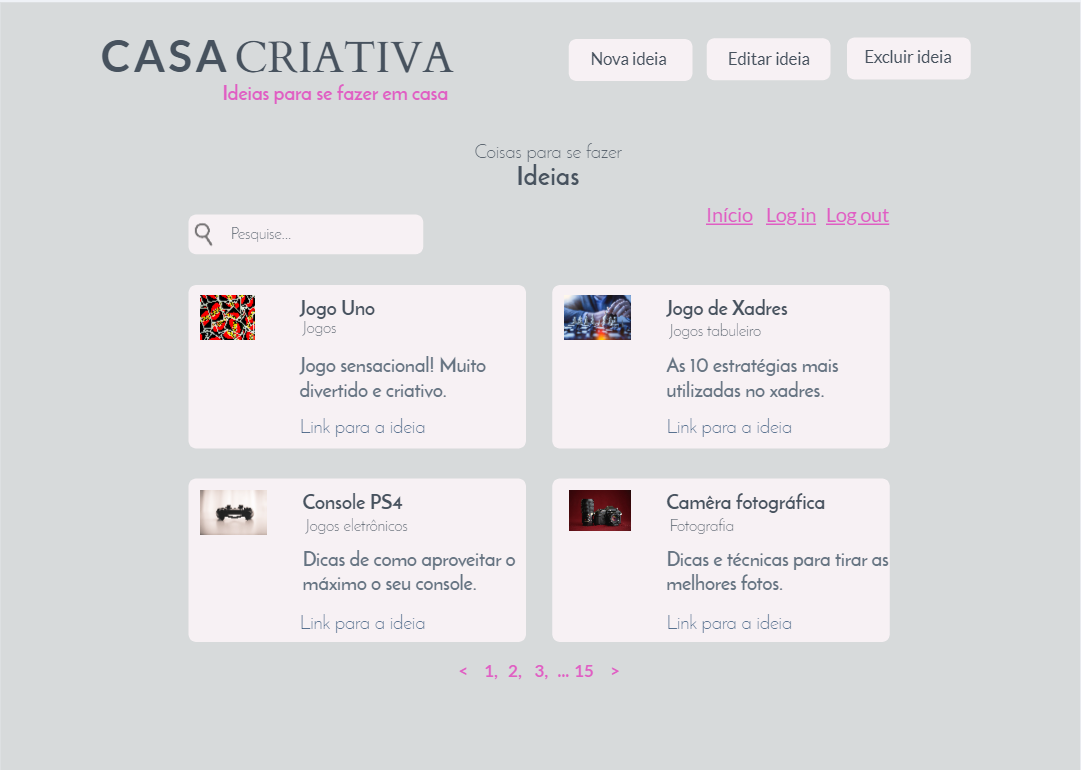 CASA CRIATIVA
Ideias para se fazer em casa
Nova ideia
Editar ideia
Excluir ideia
Coisas para se fazer
Ideias
Início Log in Log out
Pesquise...
Jogo Uno
Jogos
Jogo sensacional! Muito
divertido e criativo.
Link para a ideia
Jogo de Xadres
Jogos tabuleiro
As 10 estratégias mais
utilizadas no xadres.
Link para a ideia
Console PS4
Jogos eletrônicos
Dicas de como aproveitar o
máximo o seu console.
Link para a ideia
Camêra fotográfica
Fotografia
Dicas e técnicas para tirar as
melhores fotos.
Link para a ideia
< 1, 2, 3, ... 15 >